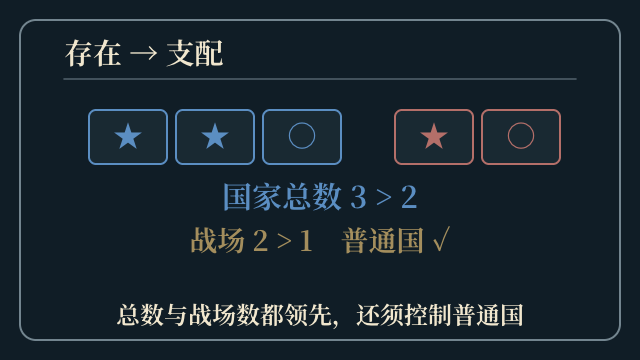 存在 → 支配
★ ★ ○ ★ ○
国家总数 3 > 2
战场 2 > 1 普通国 ✓
总数与战场数都领先，还须控制普通国